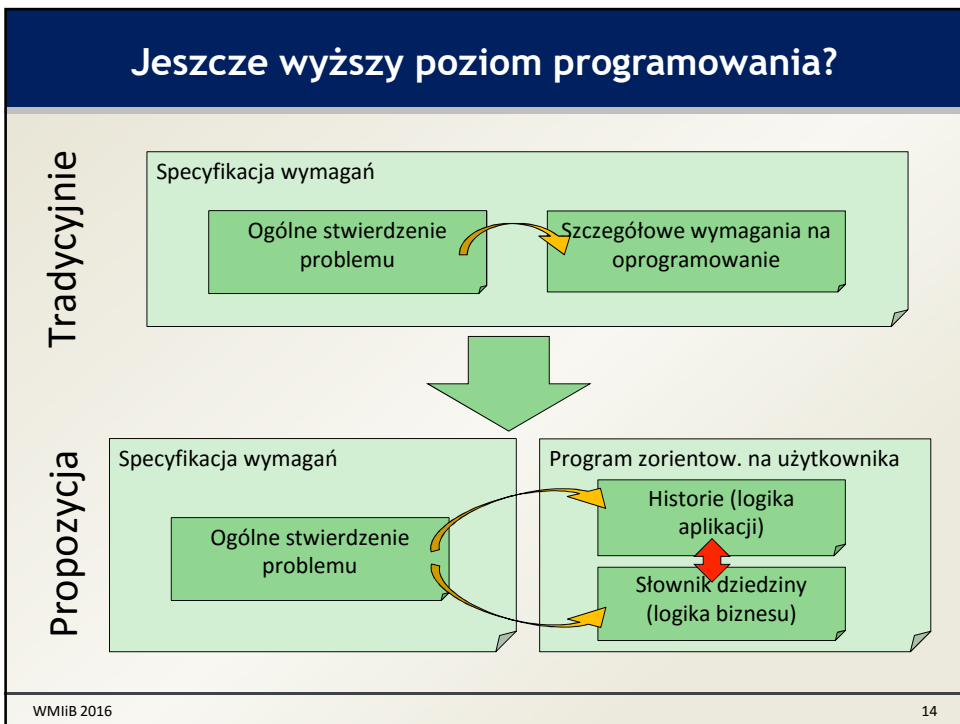 Jeszcze wyższy poziom programowania?
Tradycyjnie
Specyfikacja wymagań
Ogólne stwierdzenie
problemu
Szczegółowe wymagania na
oprogramowanie
Propozycja
Specyfikacja wymagań
Ogólne stwierdzenie
problemu
Program zorientow. na użytkownika
Historie (logika
aplikacji)
Słownik dziedziny
(logika biznesu)
WMIiB 2016
14